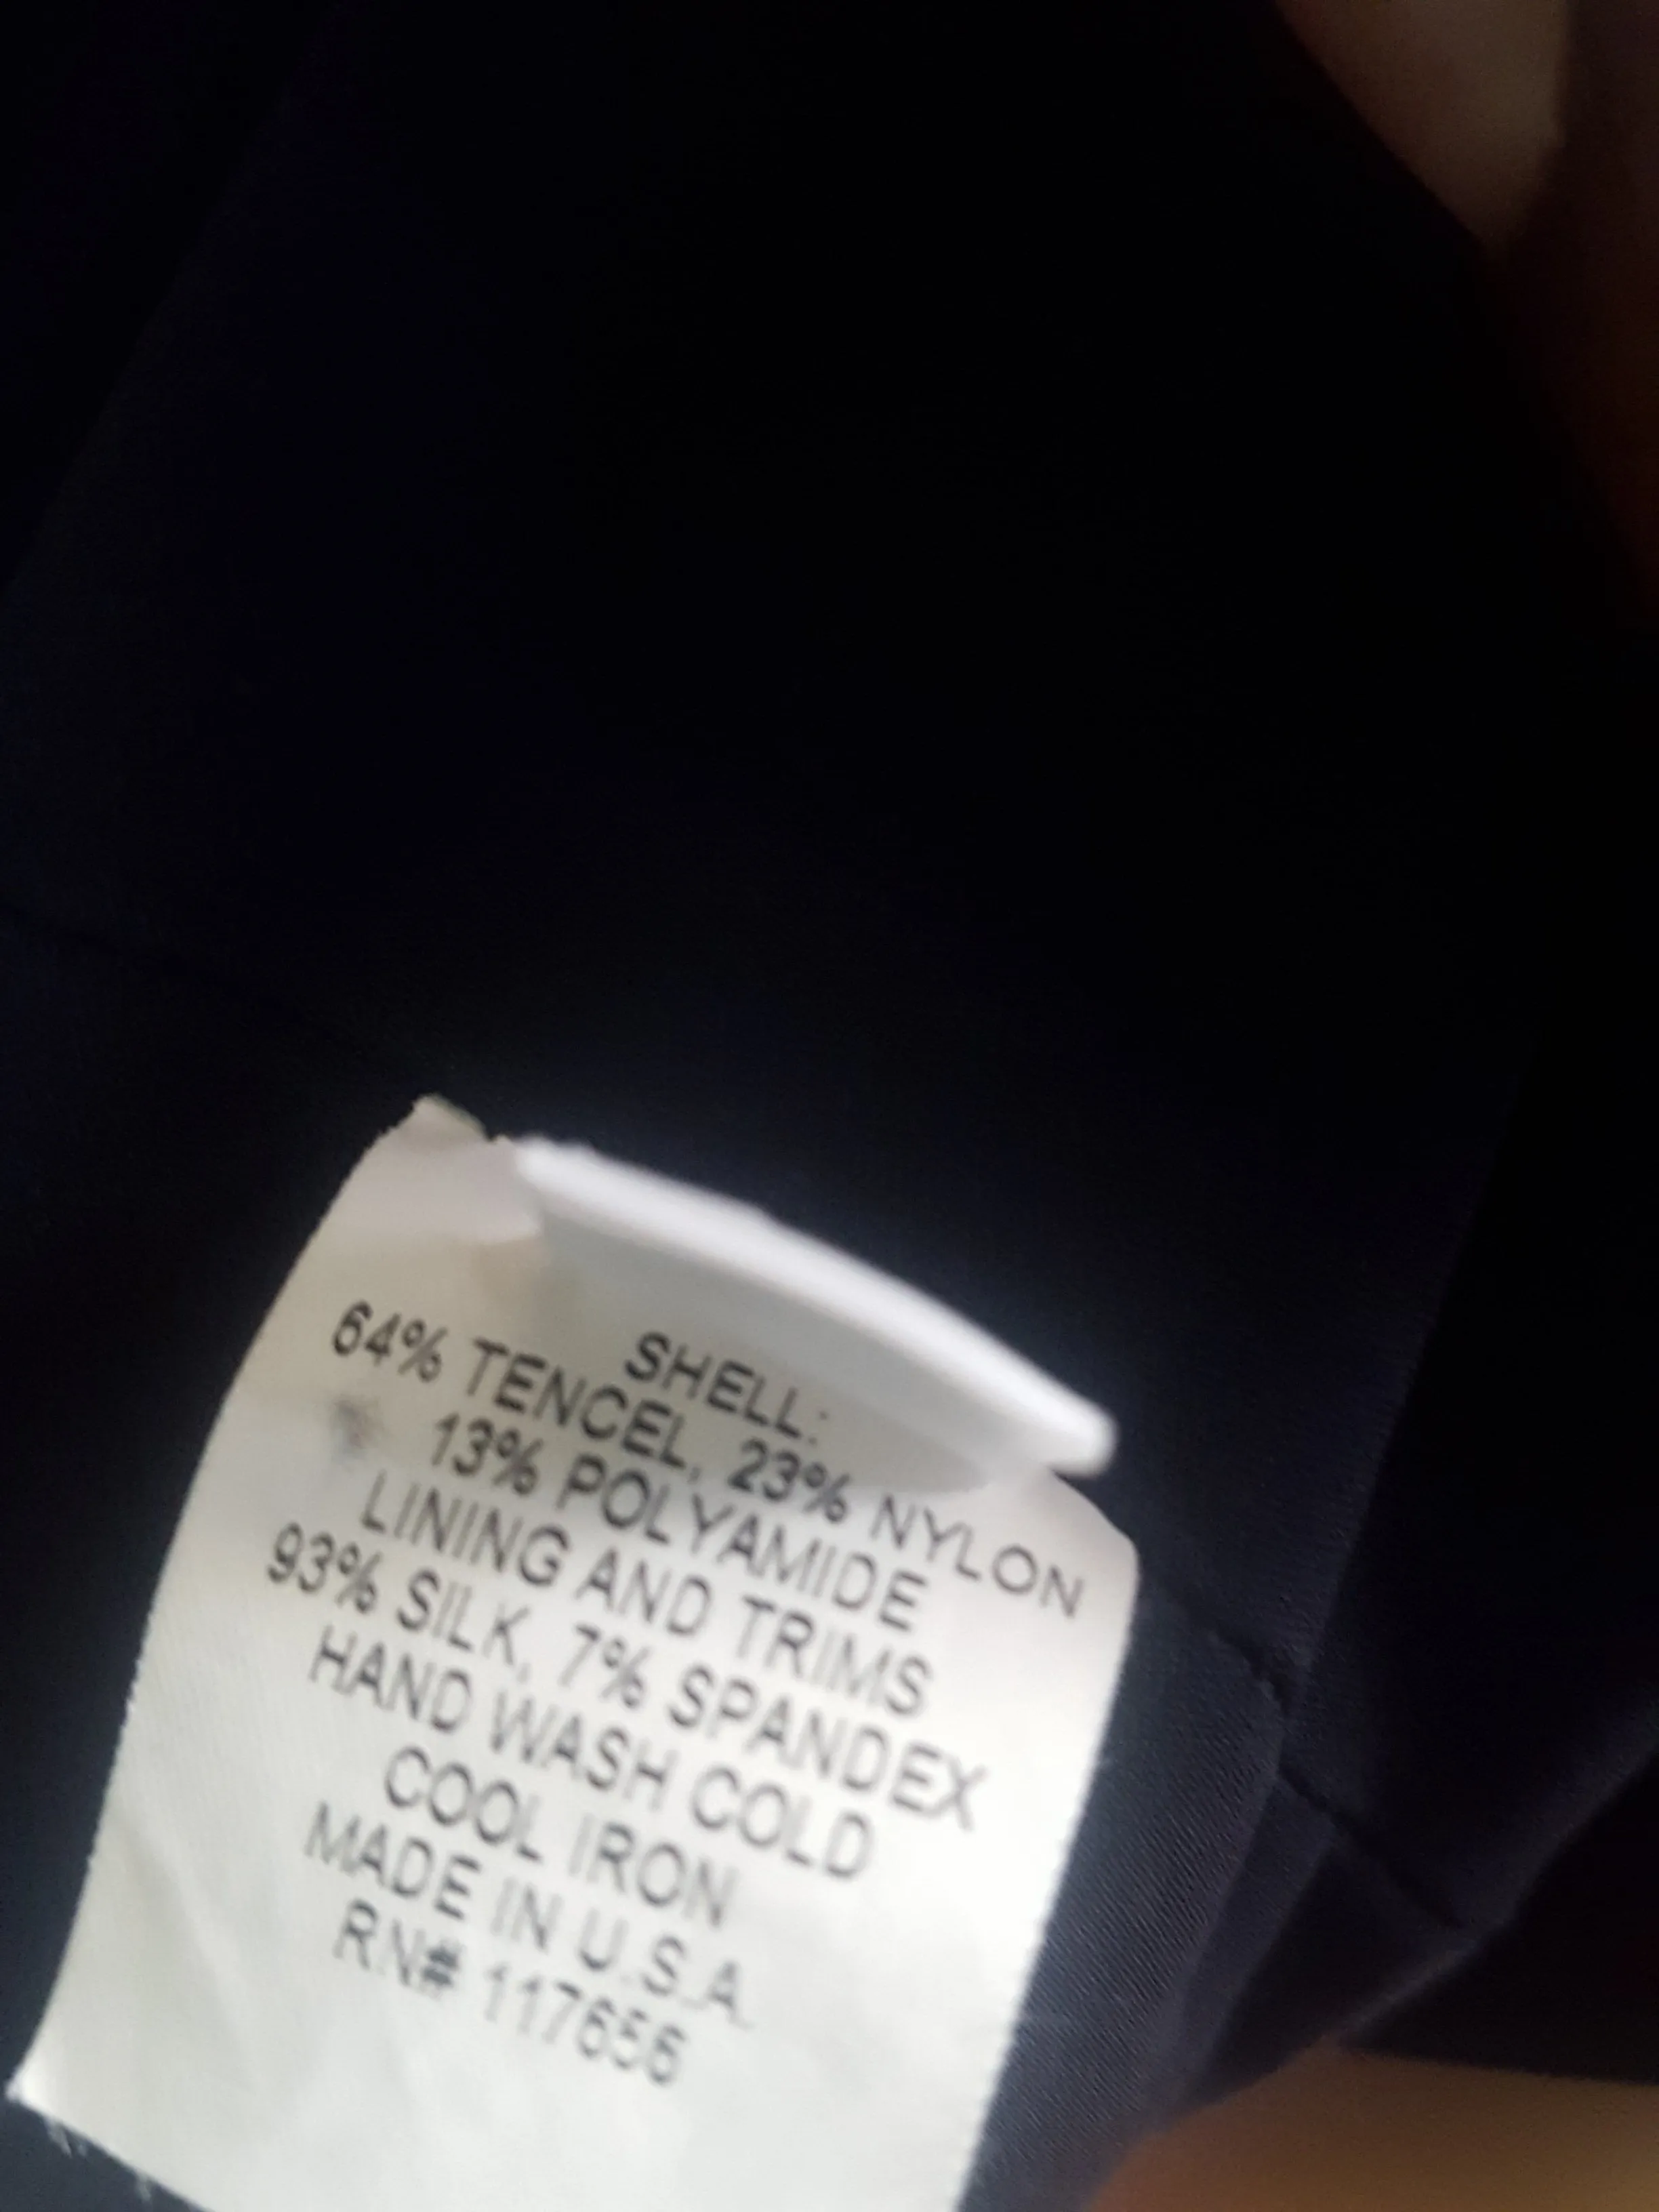 SHELL:
64% TENCEL, 23% NYLON
13% POLYAMIDE
LINING AND TRIMS
93% SILK, 7% SPANDEX
HAND WASH COLD
COOL IRON
MADE IN U.S.A.
RN# 117656